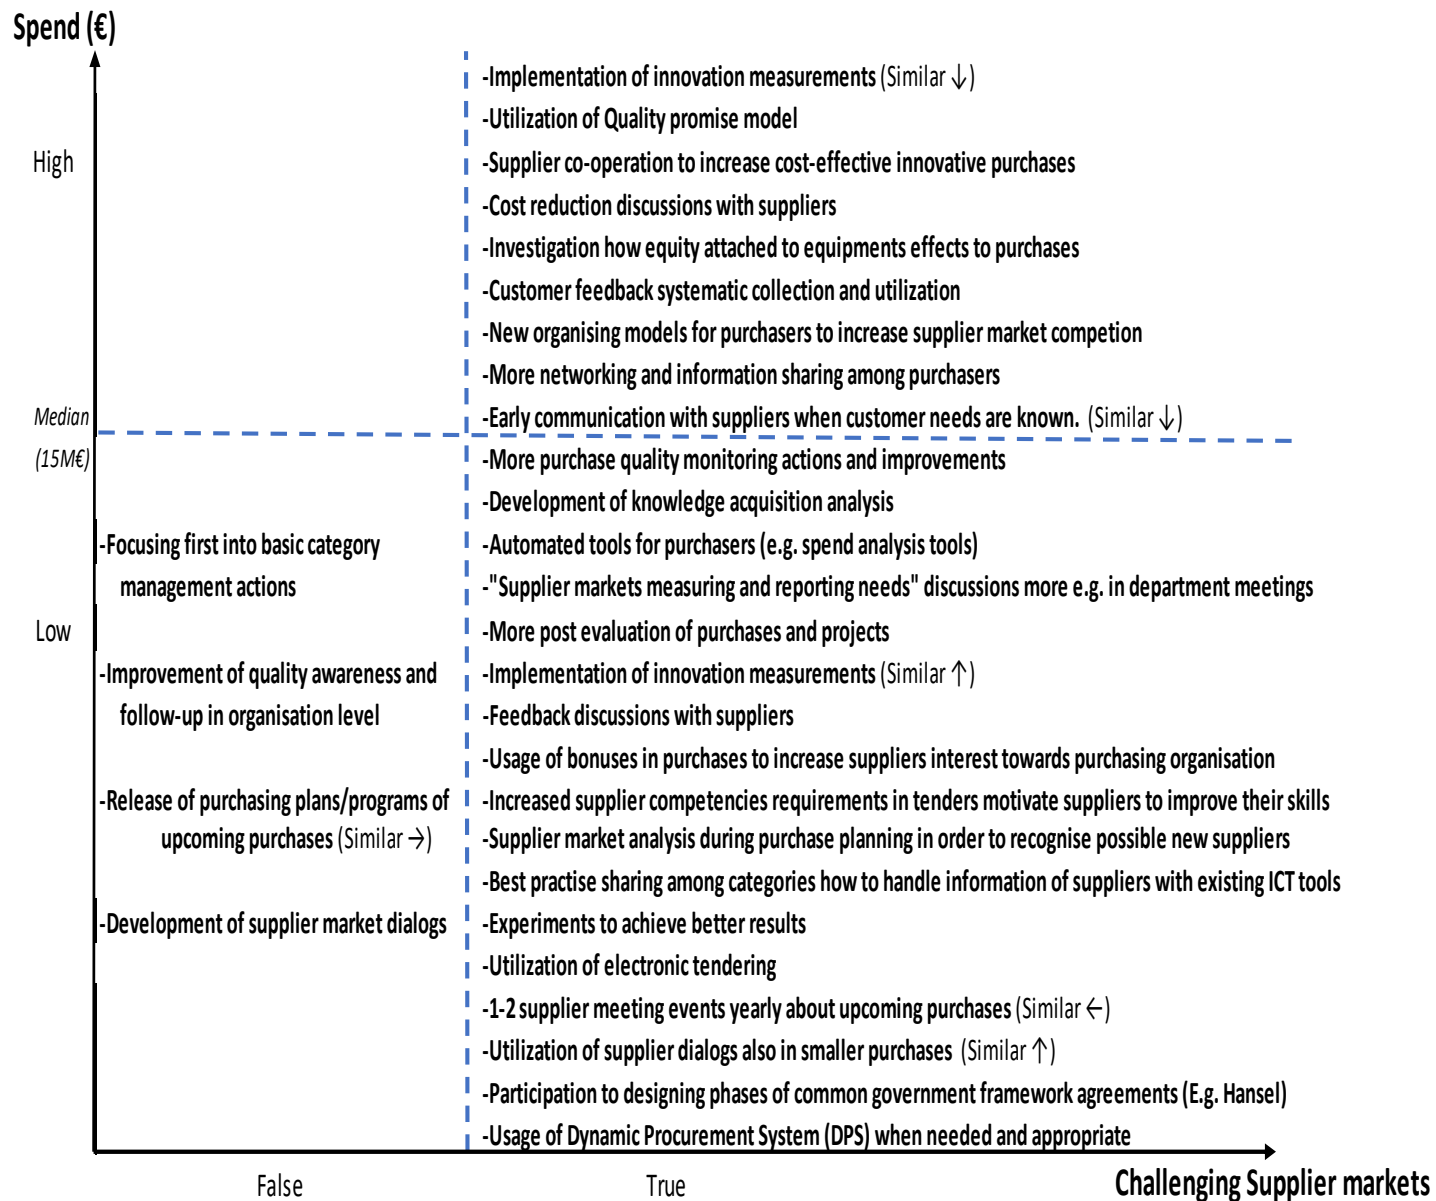 Spend (€)
High
-Implementation of innovation measurements (Similar ↓)
-Utilization of Quality promise model
-Supplier co-operation to increase cost-effective innovative purchases
-Cost reduction discussions with suppliers
-Investigation how equity attached to equipments effects to purchases
-Customer feedback systematic collection and utilization
-New organising models for purchasers to increase supplier market competion
-More networking and information sharing among purchasers
-Early communication with suppliers when customer needs are known. (Similar ↓)
Median
(15M€)
Low
-Focusing first into basic category
management actions
-Improvement of quality awareness and
follow-up in organisation level
-Release of purchasing plans/programs of
upcoming purchases (Similar →)
-Development of supplier market dialogs
-More purchase quality monitoring actions and improvements
-Development of knowledge acquisition analysis
-Automated tools for purchasers (e.g. spend analysis tools)
-"Supplier markets measuring and reporting needs" discussions more e.g. in department meetings
-More post evaluation of purchases and projects
-Implementation of innovation measurements (Similar ↑)
-Feedback discussions with suppliers
-Usage of bonuses in purchases to increase suppliers interest towards purchasing organisation
-Increased supplier competencies requirements in tenders motivate suppliers to improve their skills
-Supplier market analysis during purchase planning in order to recognise possible new suppliers
-Best practise sharing among categories how to handle information of suppliers with existing ICT tools
-Experiments to achieve better results
-Utilization of electronic tendering
-1-2 supplier meeting events yearly about upcoming purchases (Similar ←)
-Utilization of supplier dialogs also in smaller purchases (Similar ↑)
-Participation to designing phases of common government framework agreements (E.g. Hansel)
-Usage of Dynamic Procurement System (DPS) when needed and appropriate
False
True
Challenging Supplier markets